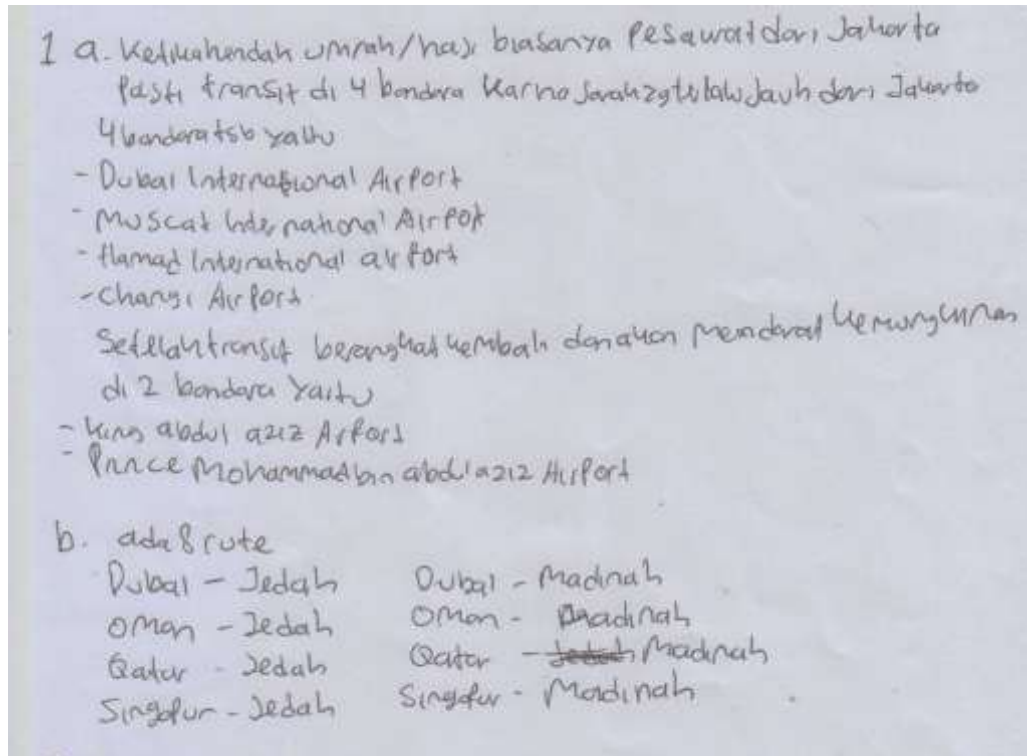 1 a. Ketika hendah umrah/haji biasanya Pesawat dari Jakarta
Pasti transit di 4 bandara karna Jarak yg terlalu Jauh dari Jakarta
4 bandara tsb yaitu
- Dubai International Airport
- Muscat International Airport
- Hamad International airport
- Changi Airport
Setelah transit berangkat kembali dan akan mendarat kemungkinan
di 2 bandara Yaitu
- King abdul aziz Airport
- Prince Mohammad bin abdul aziz Airport
b. ada 8 rute
Dubai - Jedah Dubai - Madinah
Oman - Jedah Oman - Madinah
Qatar - Jedah Qatar - Madinah
Singapur - Jedah Singapur - Madinah